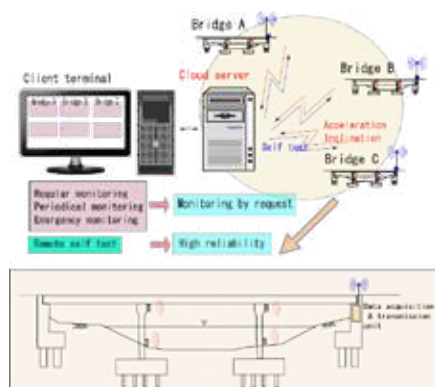 Bridge A
Client terminal
Cloud server
Bridge B
Acceleration
Inclination
Self test
Bridge C
Regular monitoring
Periodical monitoring
Emergency monitoring
Monitoring by request
Remote self test
High reliability
Data acquisition
& transmission
unit